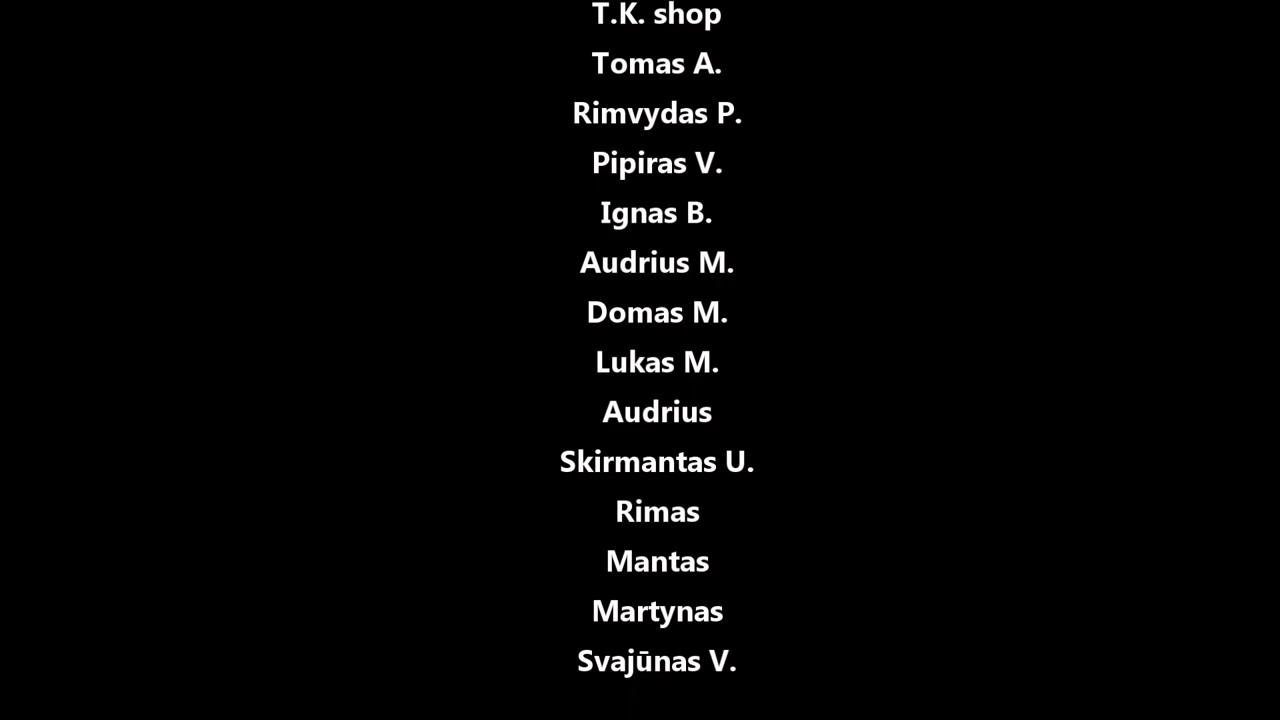 T.K. shop
Tomas A.
Rimvydas P.
Pipiras V.
Ignas B.
Audrius M.
Domas M.
Lukas M.
Audrius
Skirmantas U.
Rimas
Mantas
Martynas
Svajūnas V.